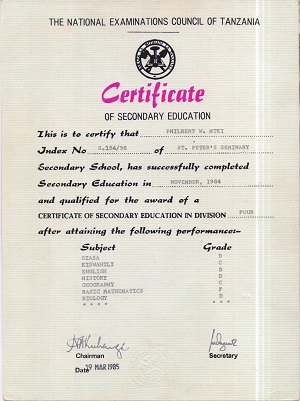 THE NATIONAL EXAMINATIONS COUNCIL OF TANZANIA
Certificate
OF SECONDARY EDUCATION
This is to certify that PHILBERT W. MTEI
Index No S.154/56 of ST. PETER'S SEMINARY
Secondary School, has successfully completed
Secondary Education in NOVEMBER, 1984
and qualified for the award of a
CERTIFICATE OF SECONDARY EDUCATION IN DIVISION FOUR
after attaining the following performance:-
Subject Grade
SIASA D
KISWAHILI C
ENGLISH D
HISTORY D
GEOGRAPHY C
BASIC MATHEMATICS F
BIOLOGY D
* * * * * * *
Chairman Secretary
Date 19 MAR 1985